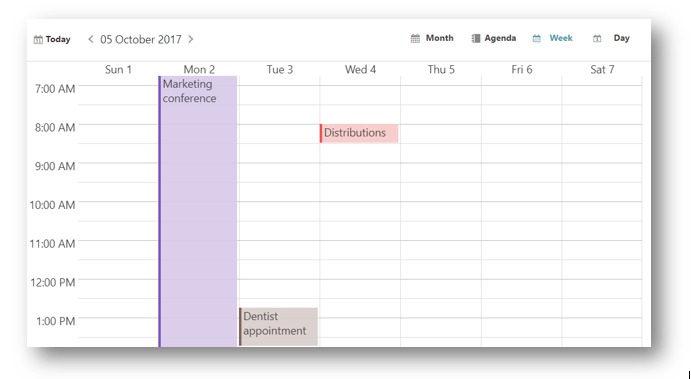 Today < 05 October 2017 > Month Agenda Week Day
Sun 1 Mon 2 Tue 3 Wed 4 Thu 5 Fri 6 Sat 7
7:00 AM
Marketing
conference
8:00 AM
Distributions
9:00 AM
10:00 AM
11:00 AM
12:00 PM
1:00 PM
Dentist
appointment